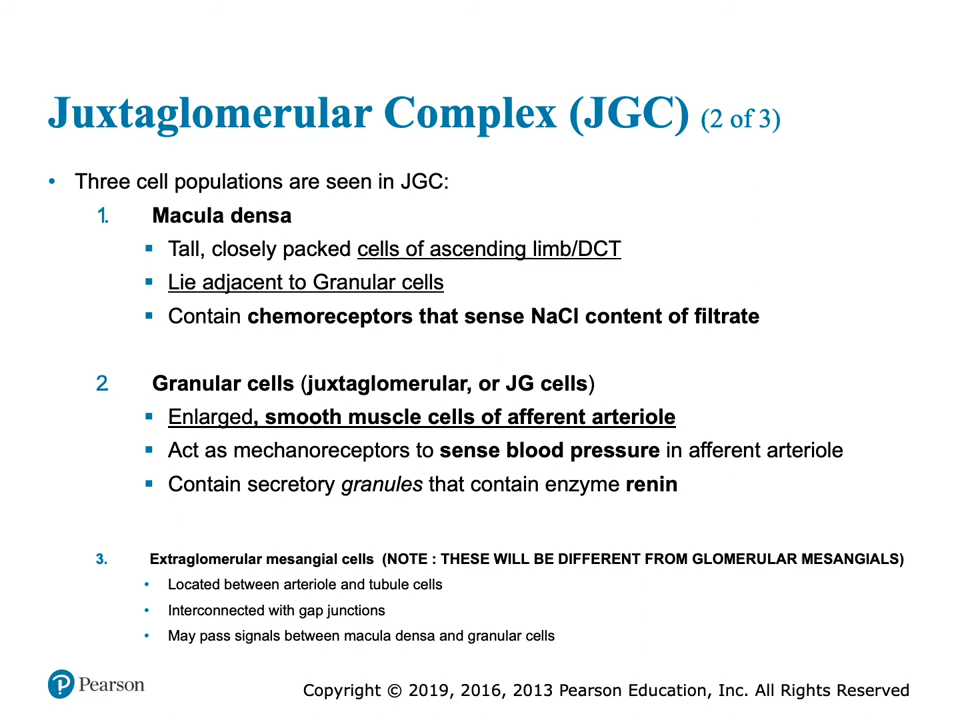 Juxtaglomerular Complex (JGC) (2 of 3)
• Three cell populations are seen in JGC:
1. Macula densa
▪ Tall, closely packed cells of ascending limb/DCT
▪ Lie adjacent to Granular cells
▪ Contain chemoreceptors that sense NaCl content of filtrate
2 Granular cells (juxtaglomerular, or JG cells)
▪ Enlarged, smooth muscle cells of afferent arteriole
▪ Act as mechanoreceptors to sense blood pressure in afferent arteriole
▪ Contain secretory granules that contain enzyme renin
3. Extraglomerular mesangial cells (NOTE : THESE WILL BE DIFFERENT FROM GLOMERULAR MESANGIALS)
• Located between arteriole and tubule cells
• Interconnected with gap junctions
• May pass signals between macula densa and granular cells
Pearson
Copyright © 2019, 2016, 2013 Pearson Education, Inc. All Rights Reserved